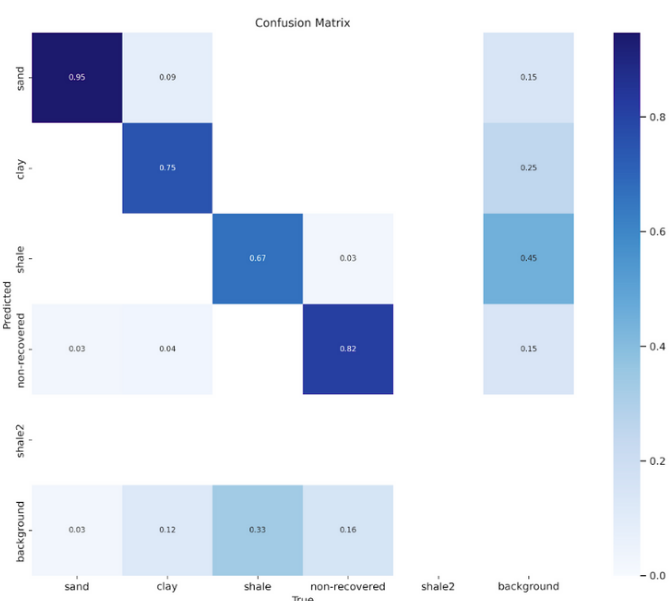 Confusion Matrix
sand
0.95
0.09
0.15
clay
0.75
0.25
shale
0.67
0.03
0.45
non-recovered
0.03
0.04
0.82
0.15
shale2
background
0.03
0.12
0.33
0.16
Predicted
sand
clay
shale
non-recovered
shale2
background
True
0.8
0.6
0.4
0.2
0.0